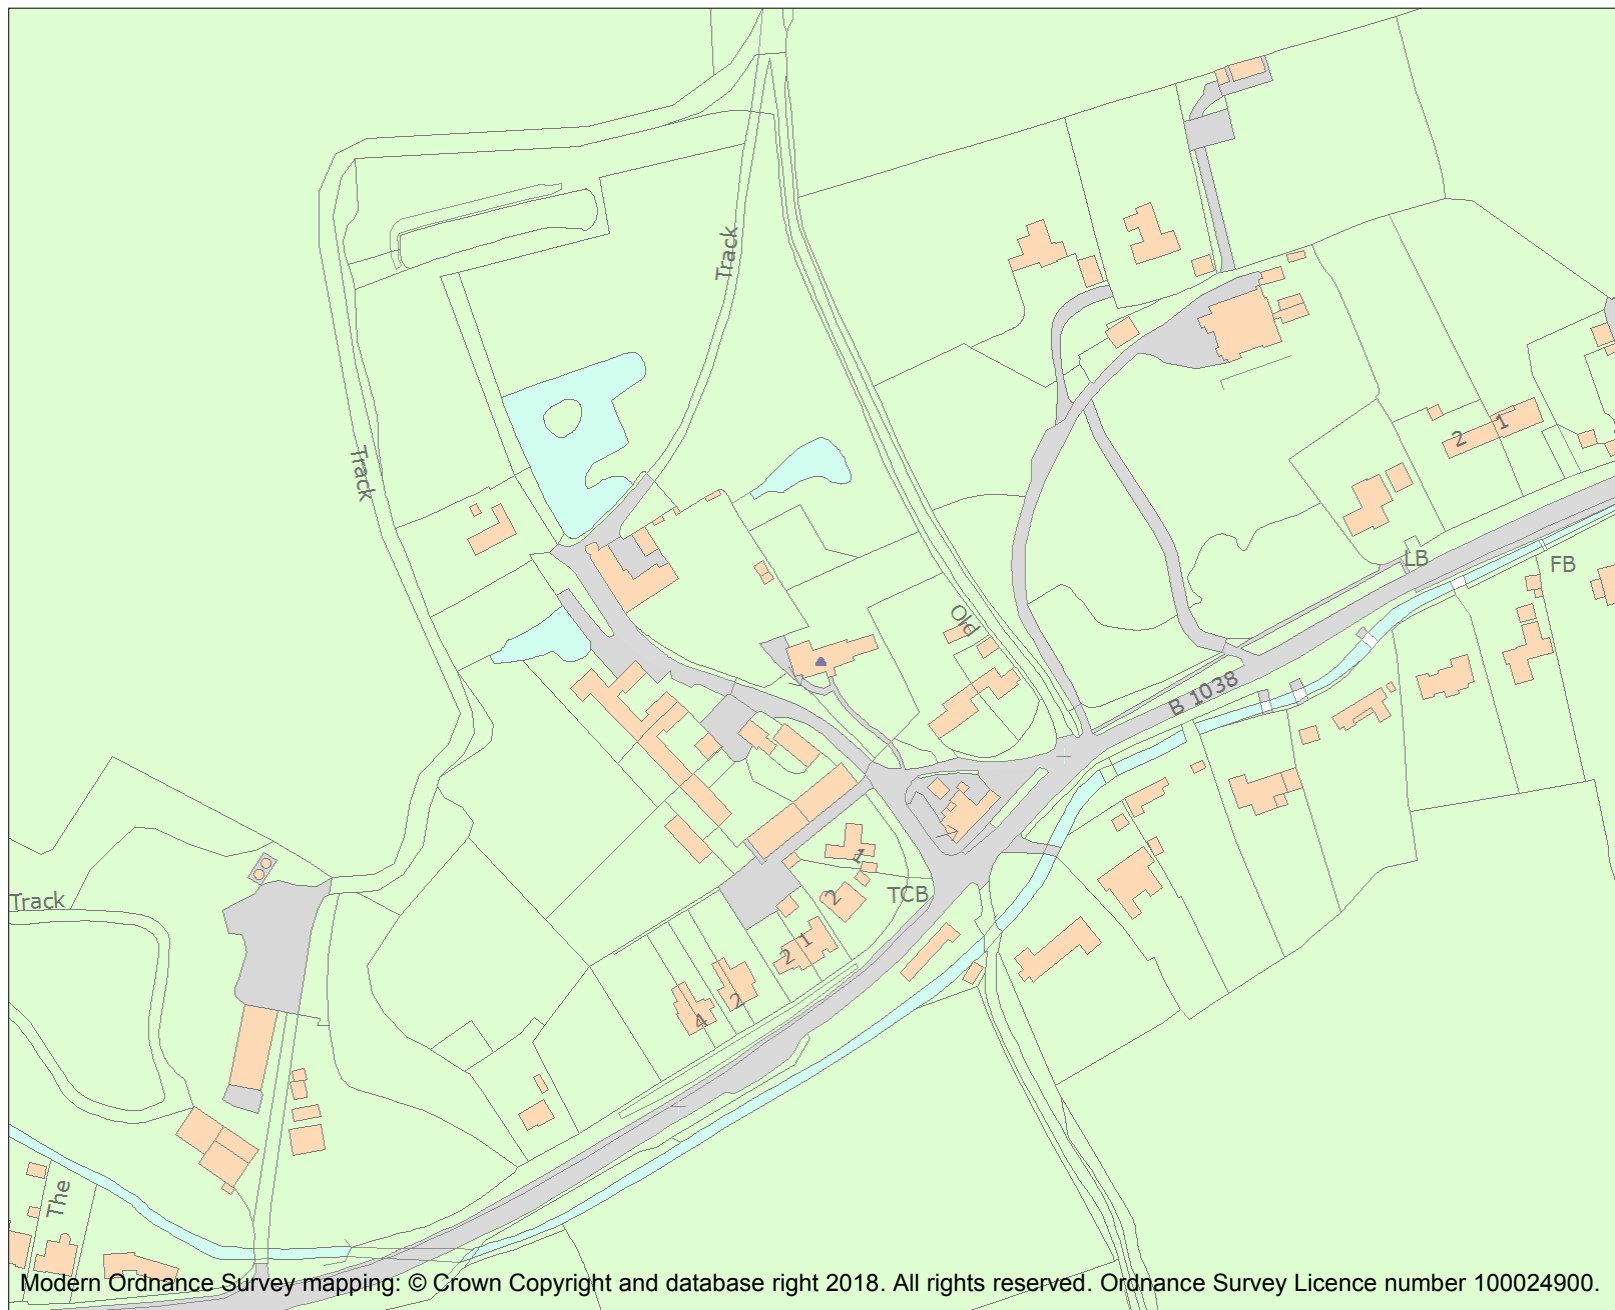 Track
Track
2
1
LB
FB
Old
B 1038
1
2
TCB
1
2
2
4
Track
The
Modern Ordnance Survey mapping: © Crown Copyright and database right 2018. All rights reserved. Ordnance Survey Licence number 100024900.